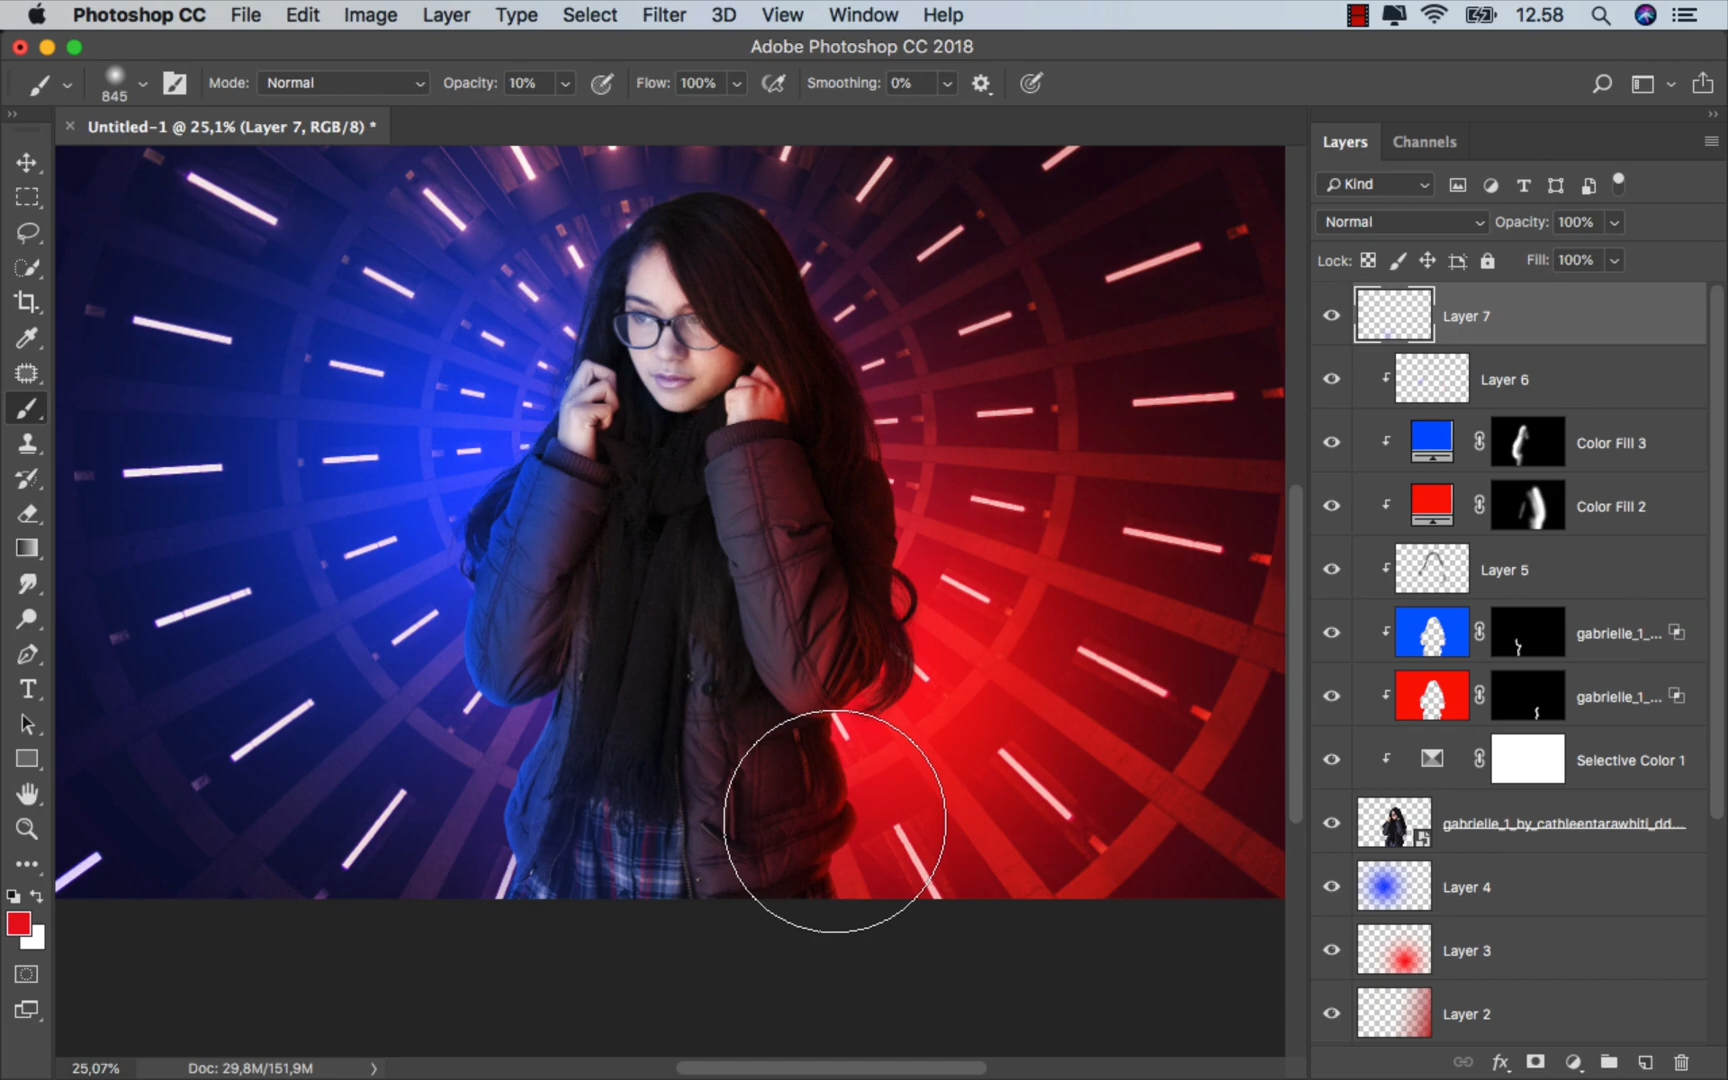 Photoshop CC File Edit Image Layer Type Select Filter 3D View Window Help 12.58
Adobe Photoshop CC 2018
845 Mode: Normal Opacity: 10% Flow: 100% Smoothing: 0%
Untitled-1 @ 25,1% (Layer 7, RGB/8) *
Layers Channels
Kind
Normal Opacity: 100%
Lock: Fill: 100%
Layer 7
Layer 6
Color Fill 3
Color Fill 2
Layer 5
gabrielle_1_...
gabrielle_1_...
Selective Color 1
gabrielle_1_by_cathleentarawhiti_dd...
Layer 4
Layer 3
Layer 2
25,07% Doc: 29,8M/151,9M